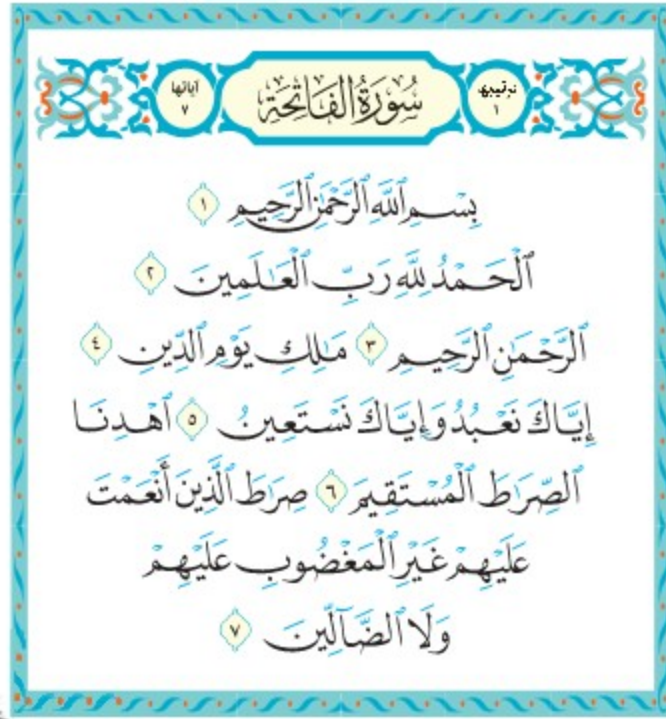 ترتيبها
١
سُورَةُ الفَاتِحَةِ
آياتها
٧
بِسْمِ ٱللَّهِ ٱلرَّحْمَٰنِ ٱلرَّحِيمِ ١
ٱلْحَمْدُ لِلَّهِ رَبِّ ٱلْعَٰلَمِينَ ٢
ٱلرَّحْمَٰنِ ٱلرَّحِيمِ ٣ مَٰلِكِ يَوْمِ ٱلدِّينِ ٤
إِيَّاكَ نَعْبُدُ وَإِيَّاكَ نَسْتَعِينُ ٥ ٱهْدِنَا
ٱلصِّرَٰطَ ٱلْمُسْتَقِيمَ ٦ صِرَٰطَ ٱلَّذِينَ أَنْعَمْتَ
عَلَيْهِمْ غَيْرِ ٱلْمَغْضُوبِ عَلَيْهِمْ
وَلَا ٱلضَّآلِّينَ ٧